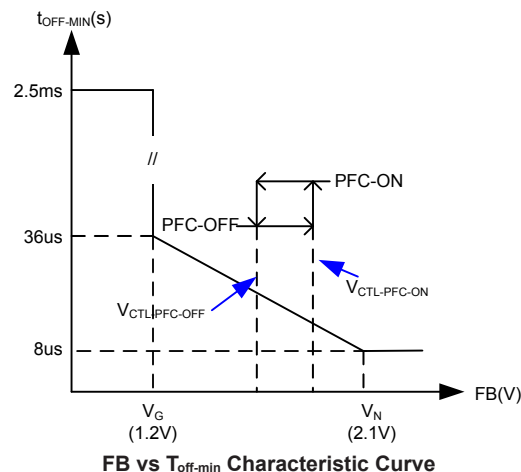 tOFF-MIN(s)
2.5ms
//
PFC-ON
PFC-OFF
36us
VCTL-PFC-ON
VCTL-PFC-OFF
8us
FB(V)
VG
(1.2V)
VN
(2.1V)
FB vs Toff-min Characteristic Curve